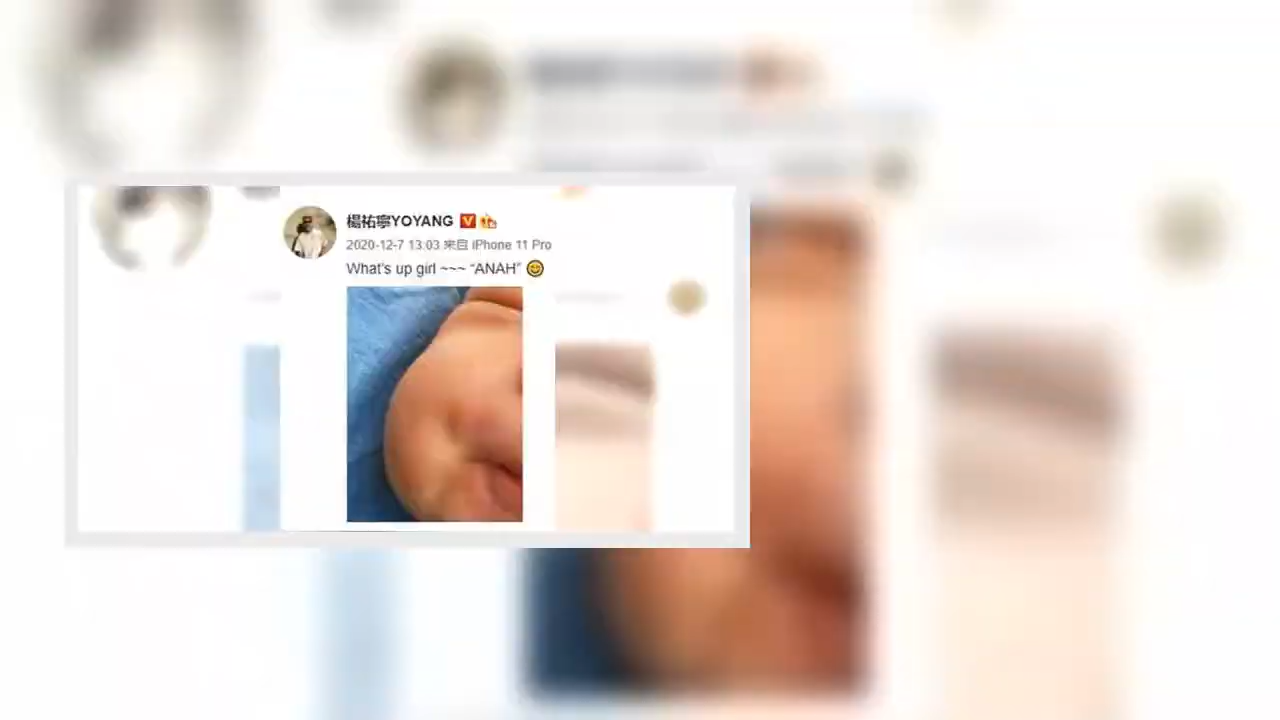 楊祐寧YOYANG
2020-12-7 13:03 来自 iPhone 11 Pro
What's up girl ~~~ “ANAH” 😊